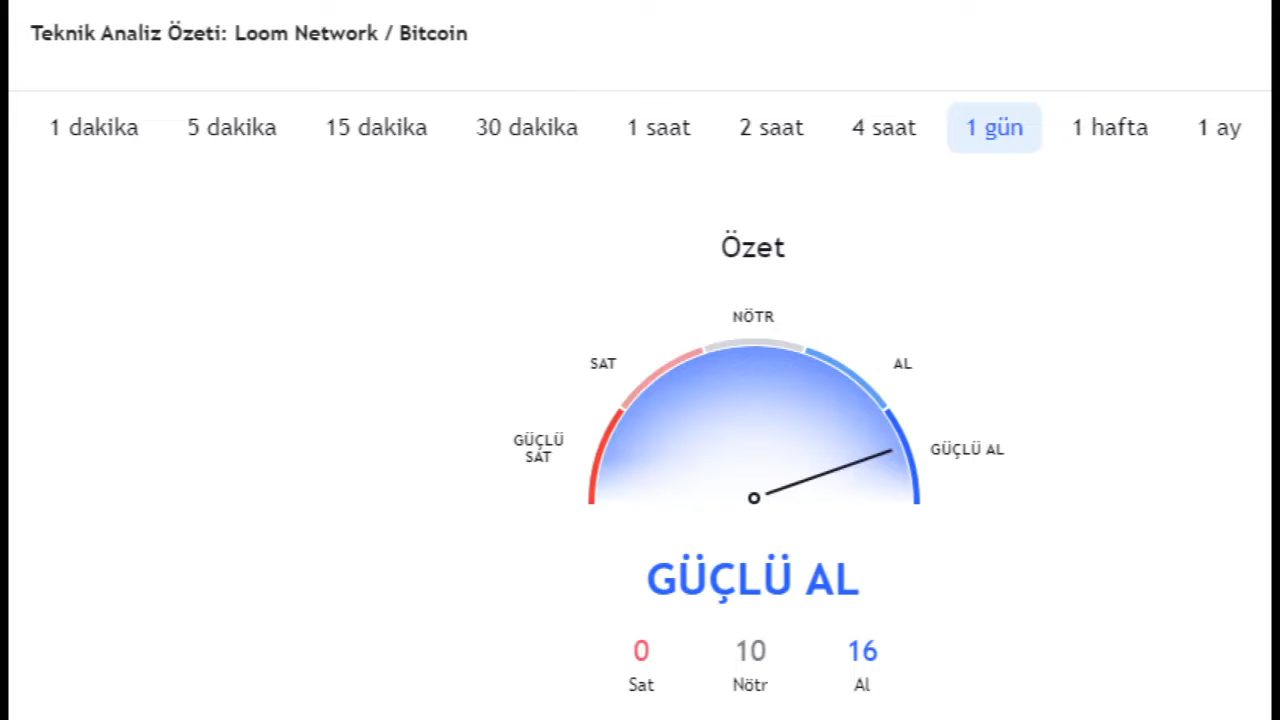 Teknik Analiz Özeti: Loom Network / Bitcoin
1 dakika 5 dakika 15 dakika 30 dakika 1 saat 2 saat 4 saat 1 gün 1 hafta 1 ay
Özet
NÖTR
SAT AL
GÜÇLÜ
SAT
GÜÇLÜ AL
GÜÇLÜ AL
0 10 16
Sat Nötr Al